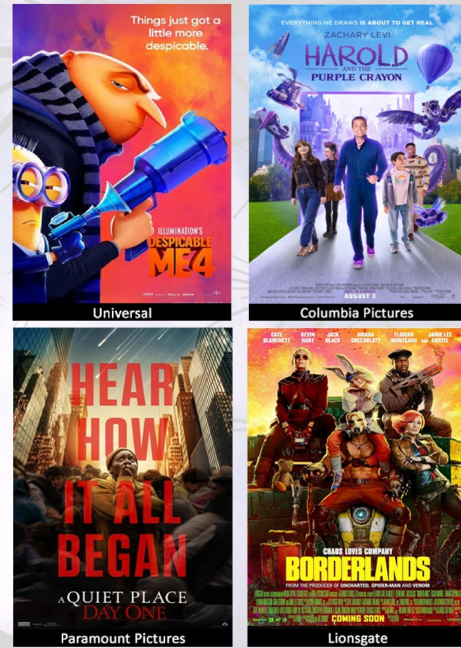 Things just got a
little more
despicable.
ILLUMINATION'S
DESPICABLE
ME 4
Universal
EVERYTHING HE DRAWS IS ABOUT TO GET REAL
ZACHARY LEVI
HAROLD
AND THE
PURPLE CRAYON
AUGUST 2
Columbia Pictures
HEAR
HOW
IT ALL
BEGAN
A QUIET PLACE
DAY ONE
Paramount Pictures
CATE BLANCHETT KEVIN HART JACK BLACK ARIANA GREENBLATT FLORIAN MUNTEANU JAMIE LEE CURTIS
CHAOS LOVES COMPANY
BORDERLANDS
FROM THE PRODUCER OF UNCHARTED, SPIDER-MAN AND VENOM
COMING SOON
Lionsgate